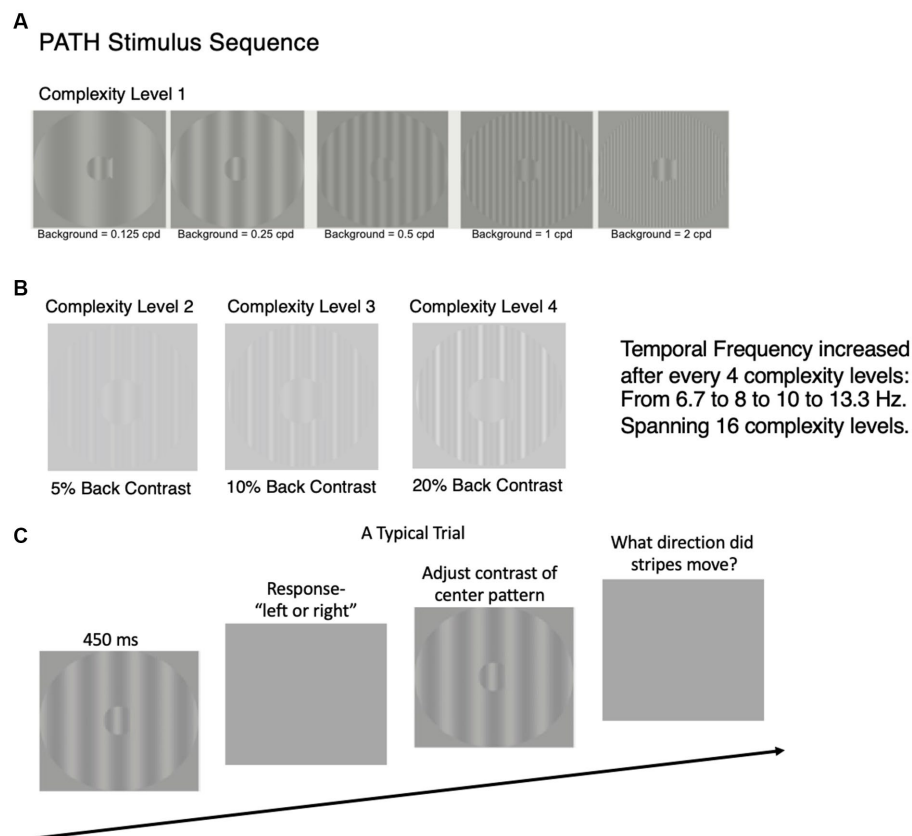 A
PATH Stimulus Sequence
Complexity Level 1
Background = 0.125 cpd
Background = 0.25 cpd
Background = 0.5 cpd
Background = 1 cpd
Background = 2 cpd
B
Complexity Level 2
Complexity Level 3
Complexity Level 4
5% Back Contrast
10% Back Contrast
20% Back Contrast
Temporal Frequency increased
after every 4 complexity levels:
From 6.7 to 8 to 10 to 13.3 Hz.
Spanning 16 complexity levels.
C
A Typical Trial
450 ms
Response-
“left or right”
Adjust contrast of
center pattern
What direction did
stripes move?